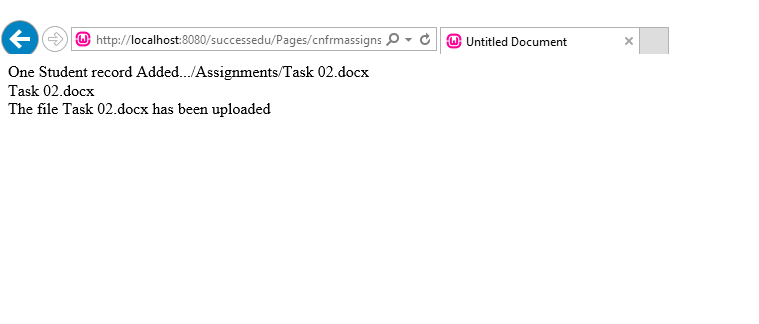 http://localhost:8080/successedu/Pages/cnfrmassigns
Untitled Document
One Student record Added.../Assignments/Task 02.docx
Task 02.docx
The file Task 02.docx has been uploaded